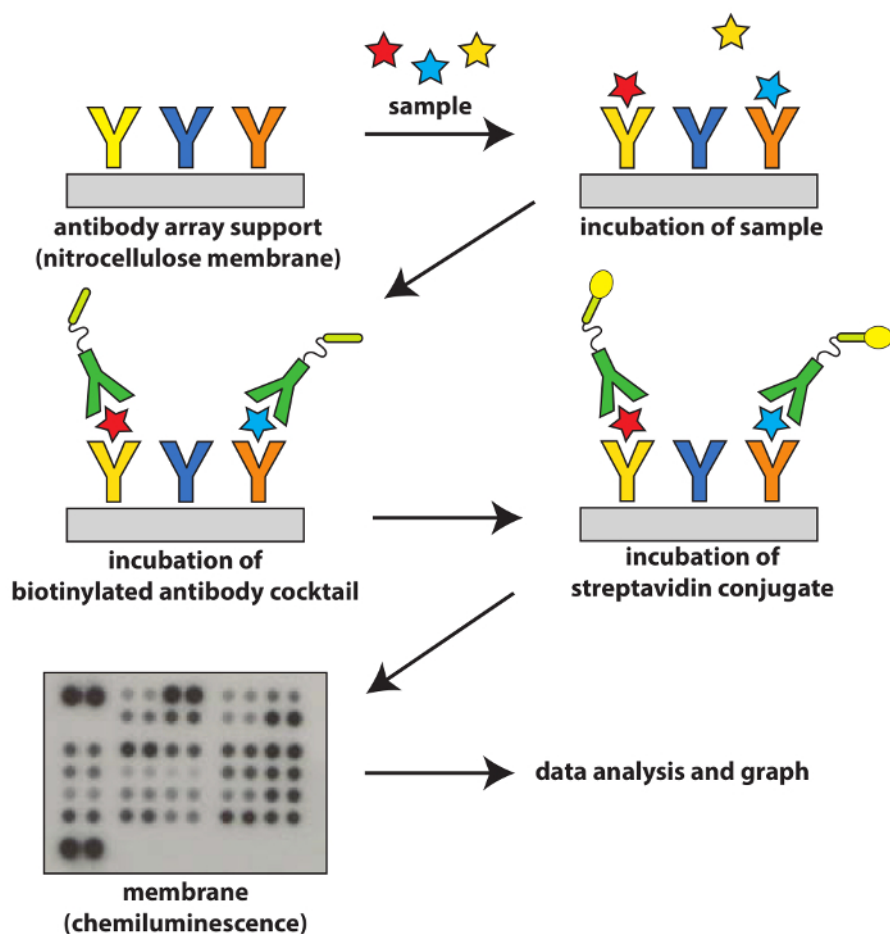 sample
antibody array support
(nitrocellulose membrane)
incubation of sample
incubation of
biotinylated antibody cocktail
incubation of
streptavidin conjugate
data analysis and graph
membrane
(chemiluminescence)